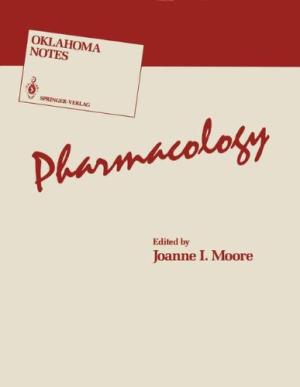 OKLAHOMA
NOTES
SPRINGER-VERLAG
Pharmacology
Edited by
Joanne I. Moore